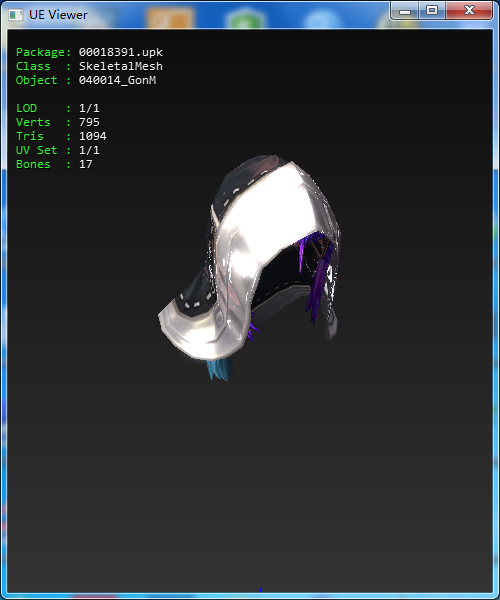 UE Viewer
Package: 00018391.upk
Class : SkeletalMesh
Object : 040014_GonM
LOD : 1/1
Verts : 795
Tris : 1094
UV Set : 1/1
Bones : 17